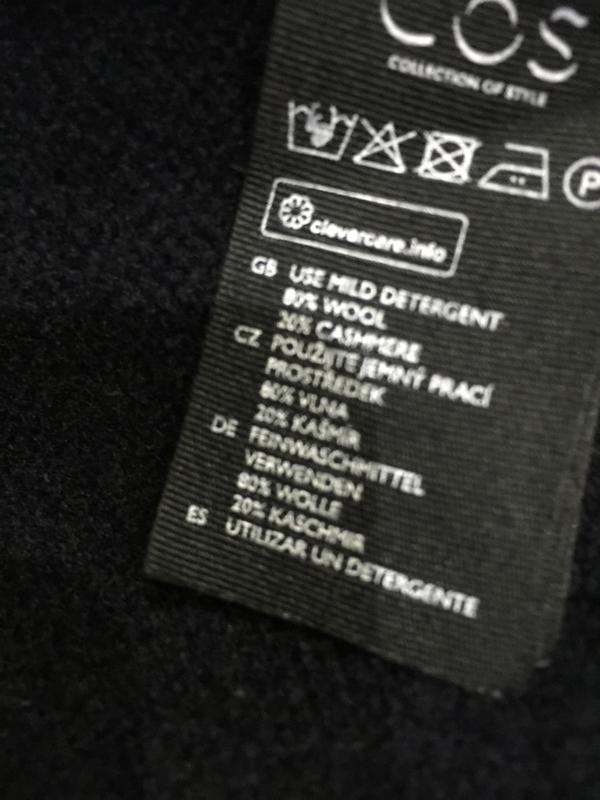 COS
COLLECTION OF STYLE
P
clevercare.info
GB USE MILD DETERGENT
80% WOOL
20% CASHMERE
CZ POUŽIJTE JEMNÝ PRACÍ
PROSTŘEDEK
80% VLNA
20% KAŠMÍR
DE FEINWASCHMITTEL
VERWENDEN
80% WOLLE
20% KASCHMIR
ES UTILIZAR UN DETERGENTE